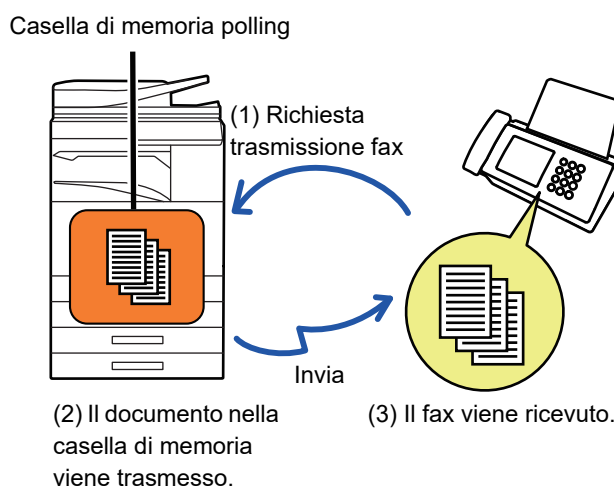 Casella di memoria polling
(1) Richiesta
trasmissione fax
Invia
(2) Il documento nella
casella di memoria
viene trasmesso.
(3) Il fax viene ricevuto.